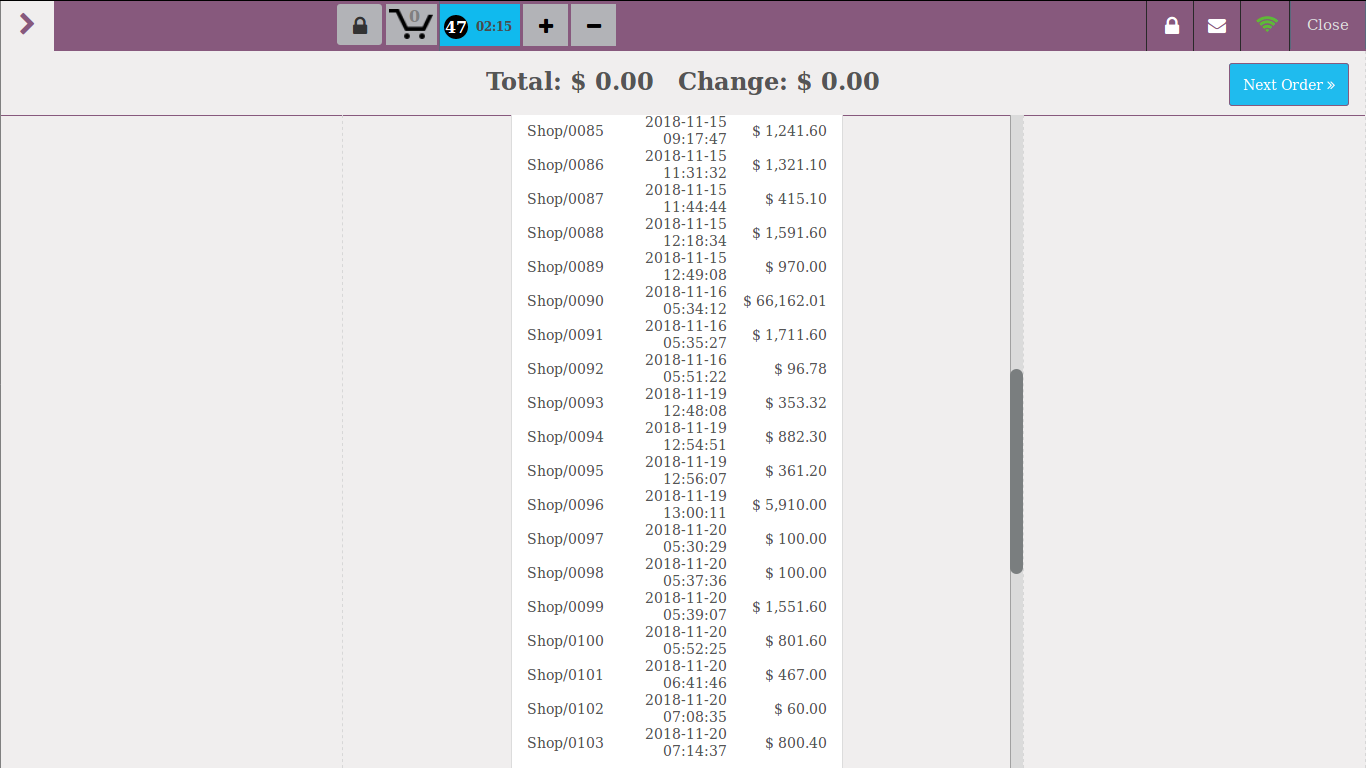 0
47 02:15
Close
Total: $ 0.00 Change: $ 0.00
Next Order »
Shop/0085 2018-11-15 09:17:47 $ 1,241.60
Shop/0086 2018-11-15 11:31:32 $ 1,321.10
Shop/0087 2018-11-15 11:44:44 $ 415.10
Shop/0088 2018-11-15 12:18:34 $ 1,591.60
Shop/0089 2018-11-15 12:49:08 $ 970.00
Shop/0090 2018-11-16 05:34:12 $ 66,162.01
Shop/0091 2018-11-16 05:35:27 $ 1,711.60
Shop/0092 2018-11-16 05:51:22 $ 96.78
Shop/0093 2018-11-19 12:48:08 $ 353.32
Shop/0094 2018-11-19 12:54:51 $ 882.30
Shop/0095 2018-11-19 12:56:07 $ 361.20
Shop/0096 2018-11-19 13:00:11 $ 5,910.00
Shop/0097 2018-11-20 05:30:29 $ 100.00
Shop/0098 2018-11-20 05:37:36 $ 100.00
Shop/0099 2018-11-20 05:39:07 $ 1,551.60
Shop/0100 2018-11-20 05:52:25 $ 801.60
Shop/0101 2018-11-20 06:41:46 $ 467.00
Shop/0102 2018-11-20 07:08:35 $ 60.00
Shop/0103 2018-11-20 07:14:37 $ 800.40